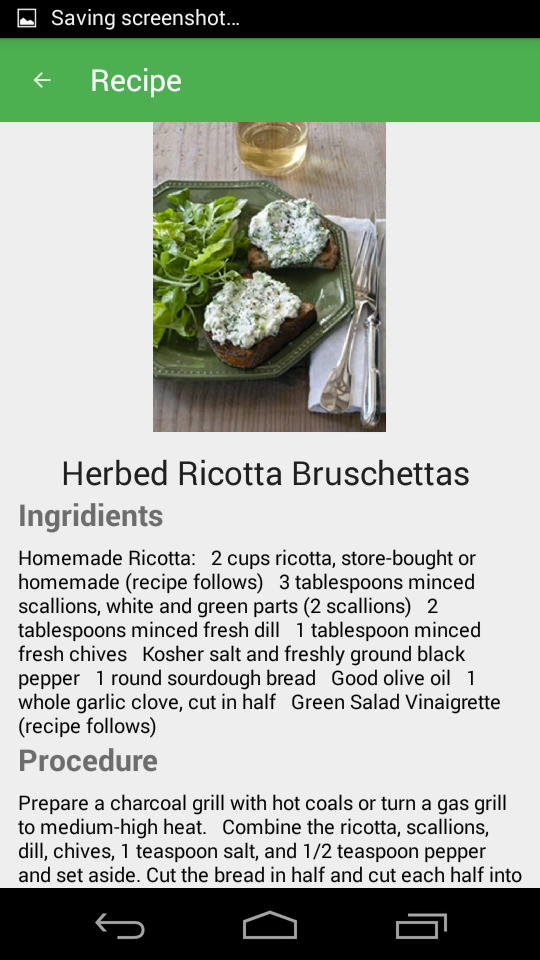 Saving screenshot...
Recipe
Herbed Ricotta Bruschettas
Ingridients
Homemade Ricotta:   2 cups ricotta, store-bought or
homemade (recipe follows)   3 tablespoons minced
scallions, white and green parts (2 scallions)   2
tablespoons minced fresh dill   1 tablespoon minced
fresh chives   Kosher salt and freshly ground black
pepper   1 round sourdough bread   Good olive oil   1
whole garlic clove, cut in half   Green Salad Vinaigrette
(recipe follows)
Procedure
Prepare a charcoal grill with hot coals or turn a gas grill
to medium-high heat.   Combine the ricotta, scallions,
dill, chives, 1 teaspoon salt, and 1/2 teaspoon pepper
and set aside. Cut the bread in half and cut each half into